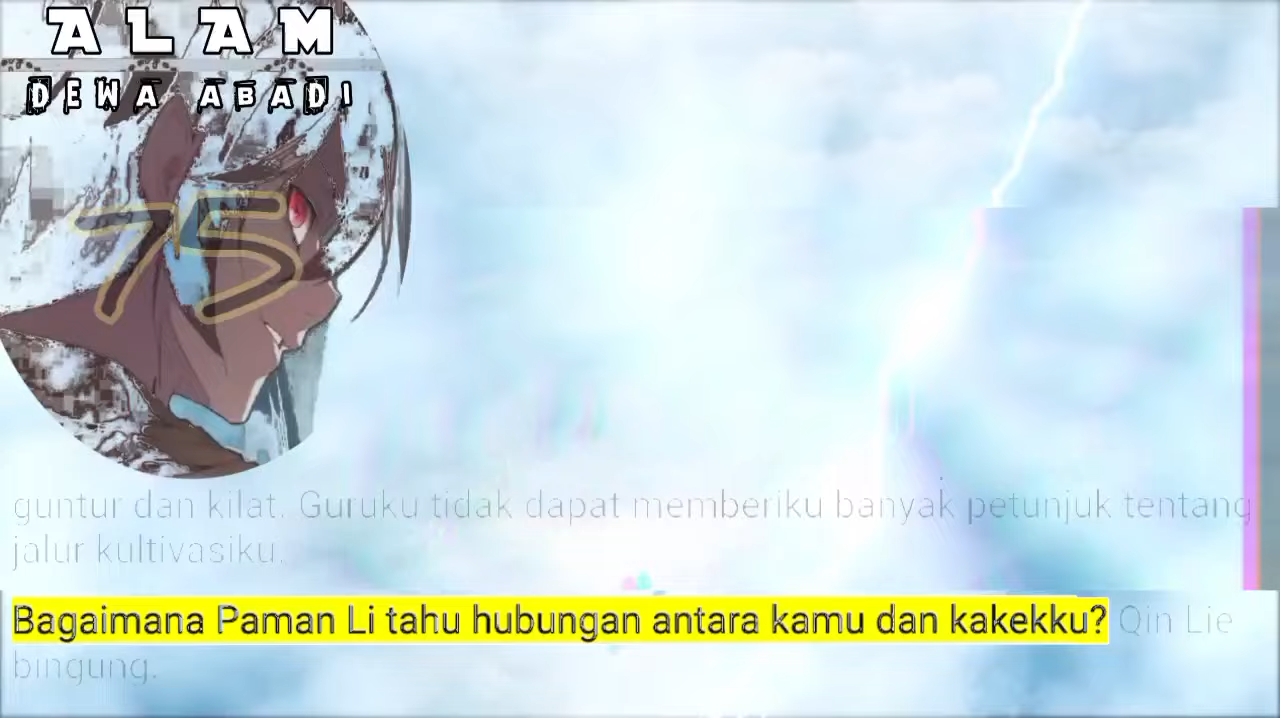 ALAM
DEWA ABADI
75
guntur dan kilat. Guruku tidak dapat memberiku banyak petunjuk tentang
jalur kultivasiku.
Bagaimana Paman Li tahu hubungan antara kamu dan kakekku? Qin Lie
bingung.